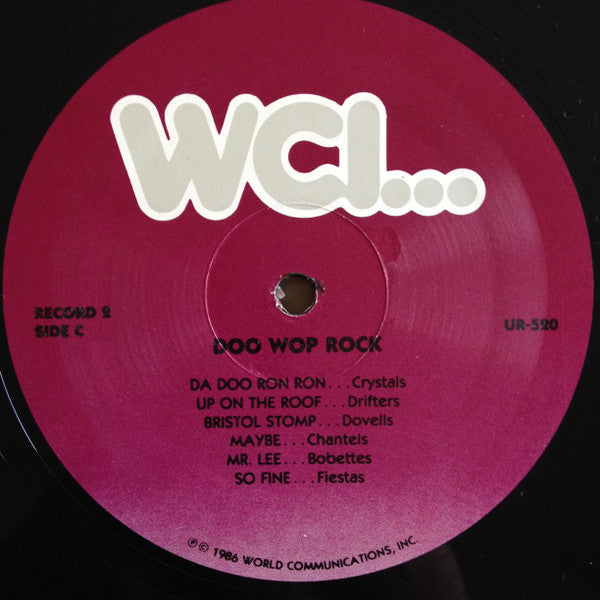 WCI...
RECORD 2
SIDE C
UR-520
DOO WOP ROCK
DA DOO RON RON...Crystals
UP ON THE ROOF...Drifters
BRISTOL STOMP...Dovells
MAYBE...Chantels
MR. LEE...Bobettes
SO FINE...Fiestas
℗ © 1986 WORLD COMMUNICATIONS, INC.